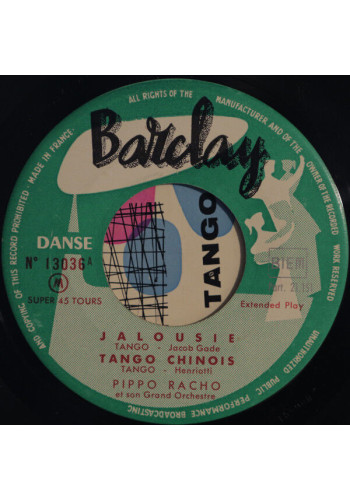 ALL RIGHTS OF THE MANUFACTURER AND OF THE OWNER OF THE RECORDED WORK RESERVED
UNAUTHORIZED PUBLIC PERFORMANCE BROADCASTING AND COPYING OF THIS RECORD PROHIBITED - MADE IN FRANCE -
Barclay
DANSE
N° 13036 A
M
SUPER 45 TOURS
TANGO
BIEM
Extended Play
JALOUSIE
TANGO - Jacob Gade
TANGO CHINOIS
TANGO - Henriotti
PIPPO RACHO
et son Grand Orchestre